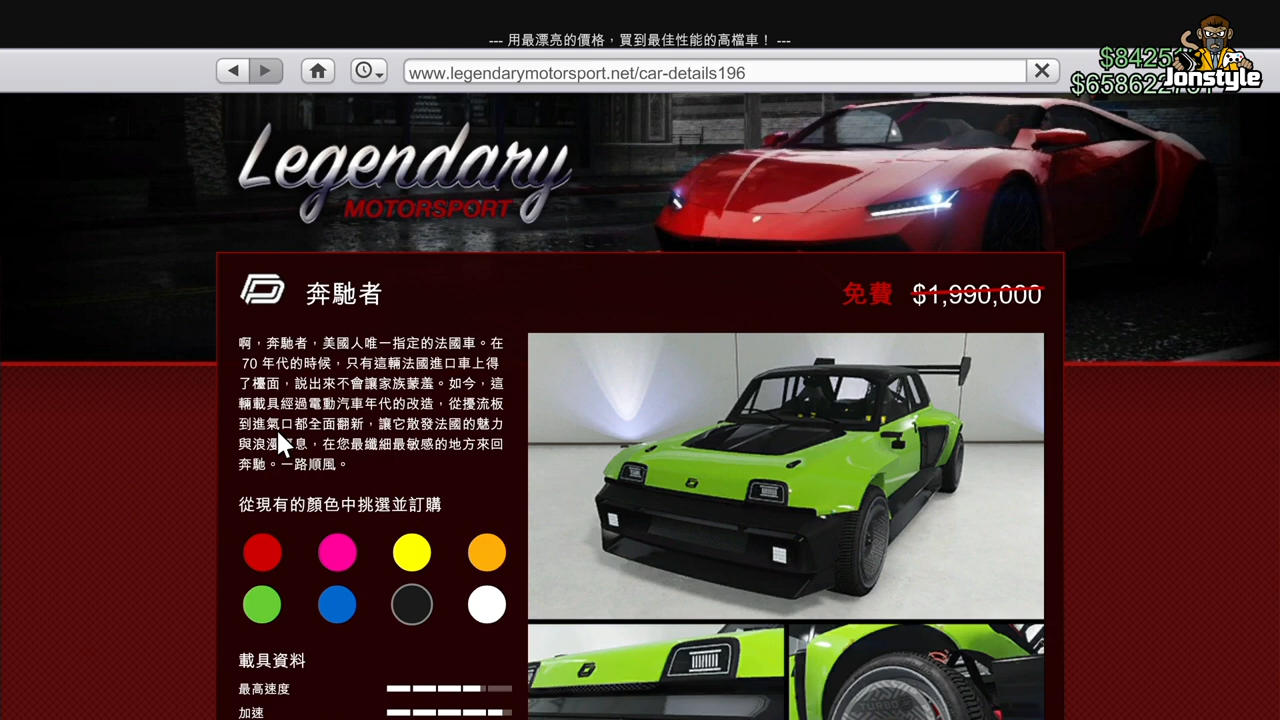 --- 用最漂亮的價格，買到最佳性能的高檔車！ ---
www.legendarymotorsport.net/car-details196
Jonstyle
Legendary
MOTORSPORT
奔馳者
免費 $1,990,000
啊，奔馳者，美國人唯一指定的法國車。在
70 年代的時候，只有這輛法國進口車上得
了檯面，説出來不會讓家族蒙羞。如今，這
輛載具經過電動汽車年代的改造，從擾流板
到進氣口都全面翻新，讓它散發法國的魅力
與浪漫氣息，在您最纖細最敏感的地方來回
奔馳。一路順風。
從現有的顏色中挑選並訂購
載具資料
最高速度
加速
TURBO